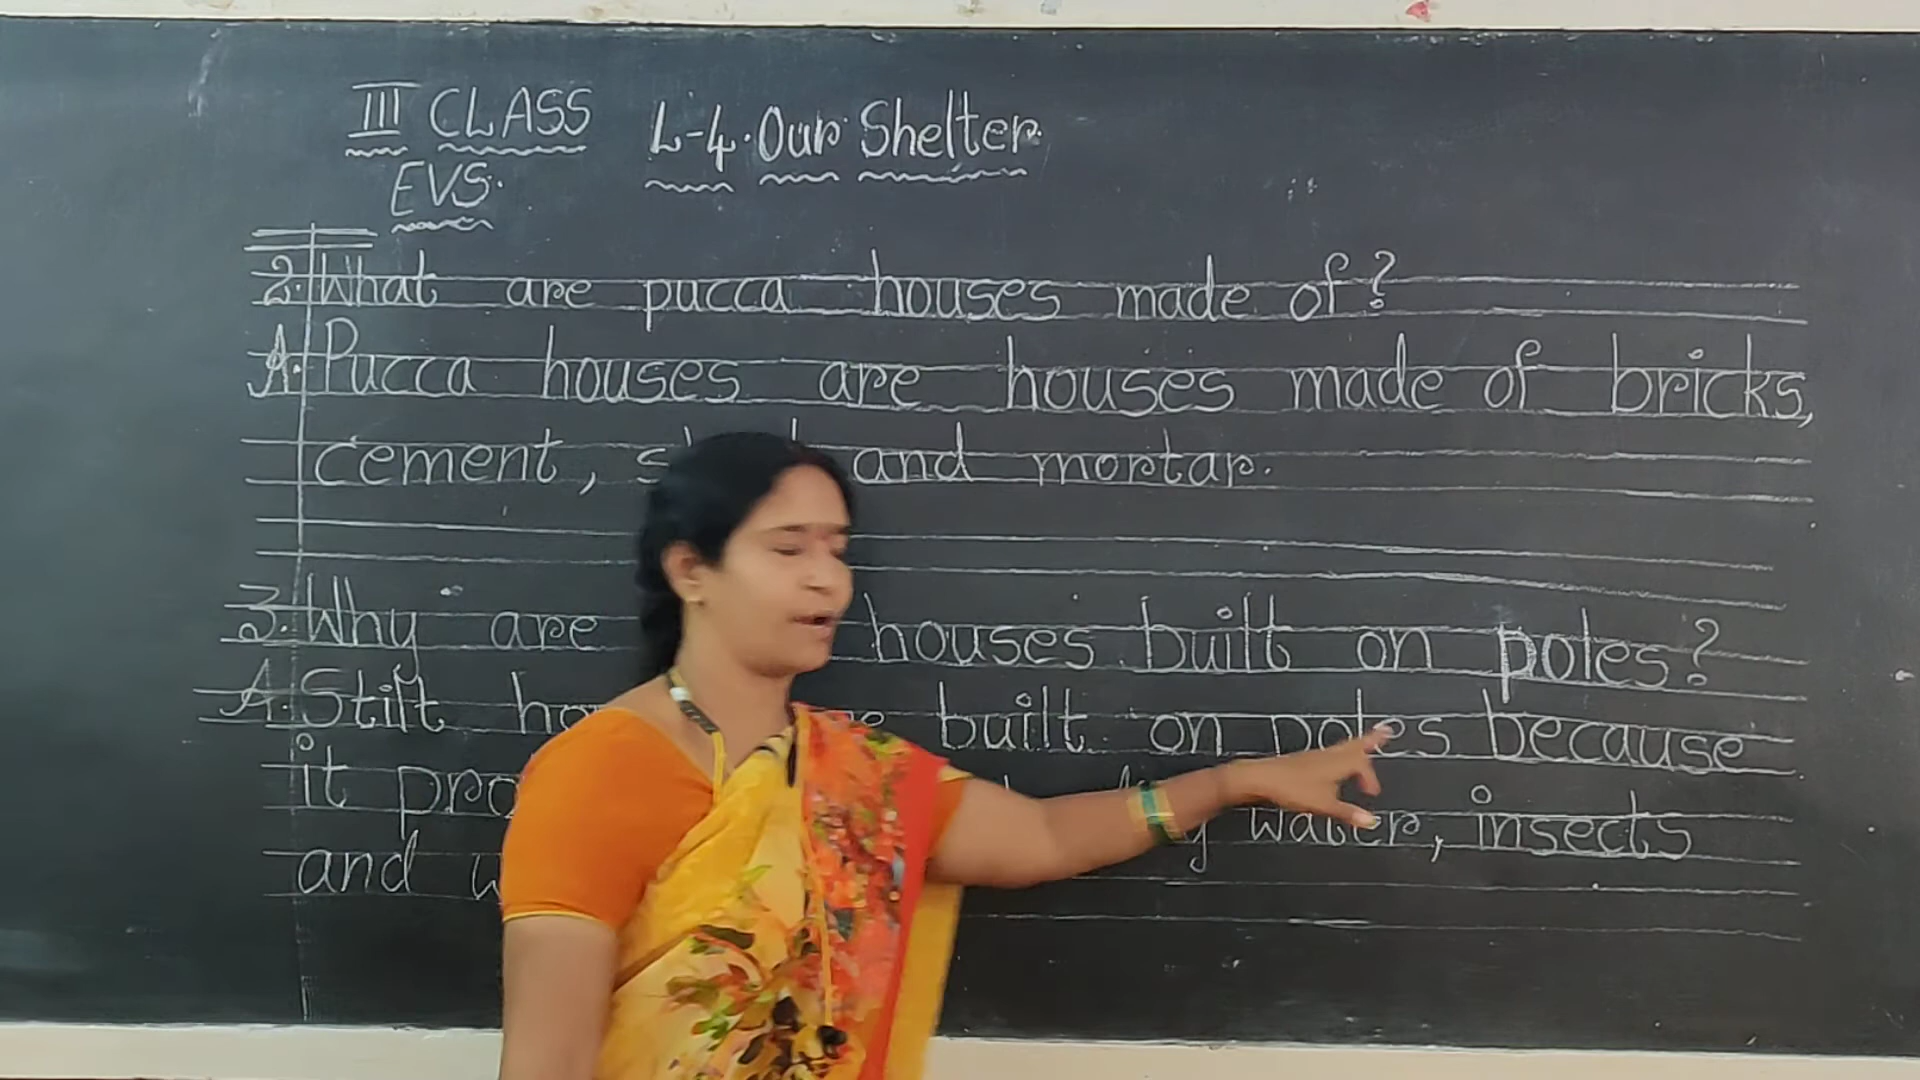 III CLASS L-4. Our Shelter.
EVS.
2. What are pucca houses made of?
A. Pucca houses are houses made of bricks,
cement, and mortar.
3. Why are houses built on poles?
A. Stilt built on poles because
it water, insects
and